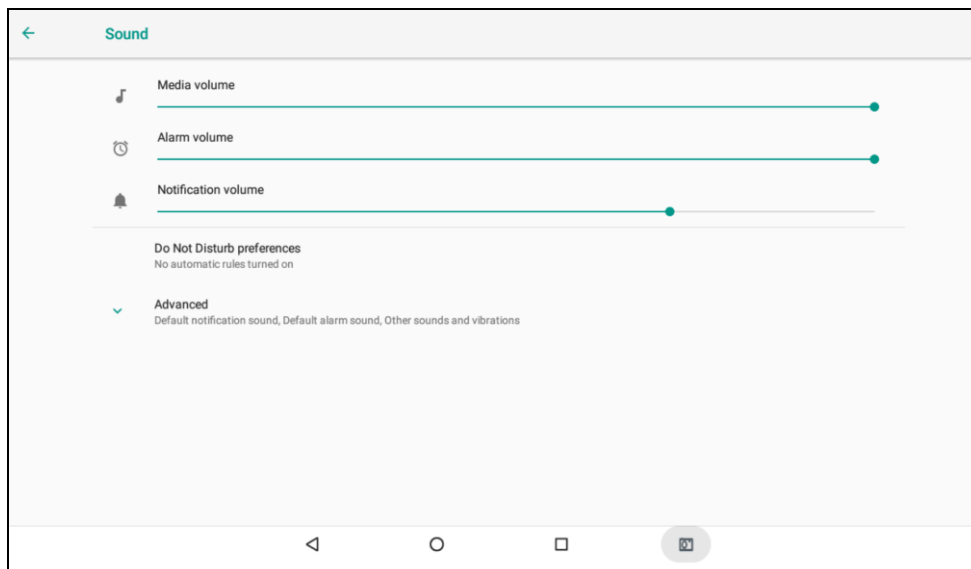 Sound
Media volume
Alarm volume
Notification volume
Do Not Disturb preferences
No automatic rules turned on
Advanced
Default notification sound, Default alarm sound, Other sounds and vibrations